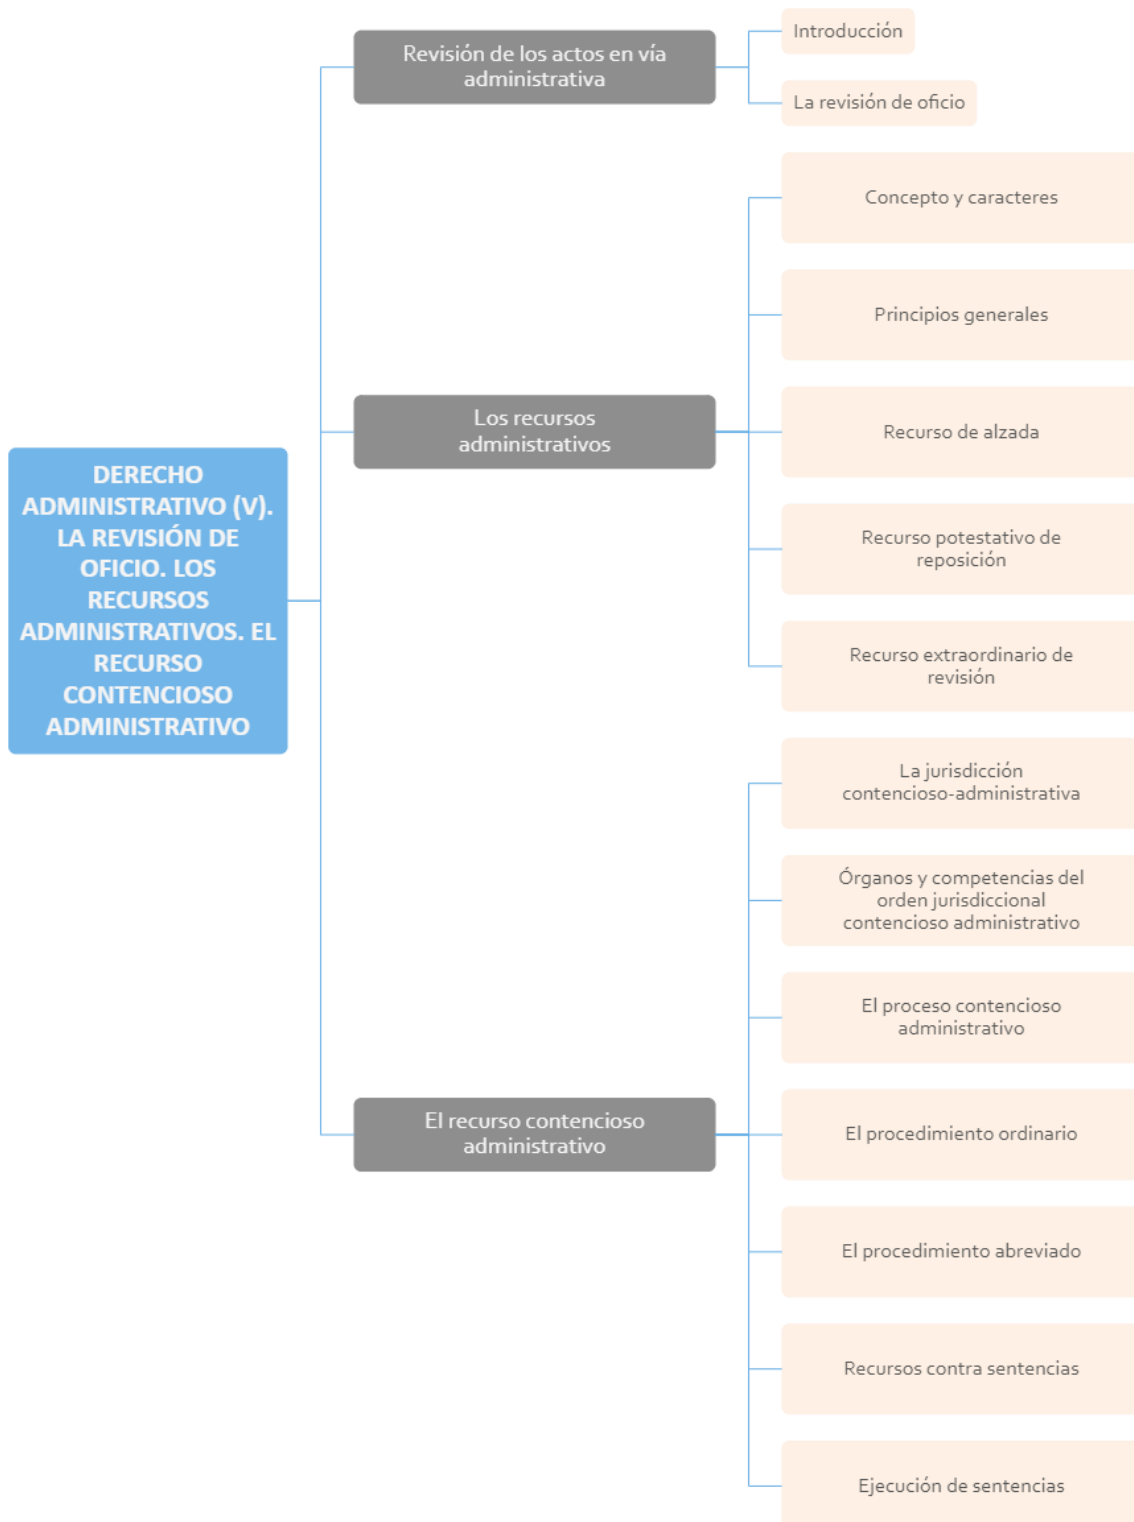 DERECHO
ADMINISTRATIVO (V).
LA REVISIÓN DE
OFICIO. LOS
RECURSOS
ADMINISTRATIVOS. EL
RECURSO
CONTENCIOSO
ADMINISTRATIVO
Revisión de los actos en vía
administrativa
Introducción
La revisión de oficio
Los recursos
administrativos
Concepto y caracteres
Principios generales
Recurso de alzada
Recurso potestativo de
reposición
Recurso extraordinario de
revisión
El recurso contencioso
administrativo
La jurisdicción
contencioso-administrativa
Órganos y competencias del
orden jurisdiccional
contencioso administrativo
El proceso contencioso
administrativo
El procedimiento ordinario
El procedimiento abreviado
Recursos contra sentencias
Ejecución de sentencias